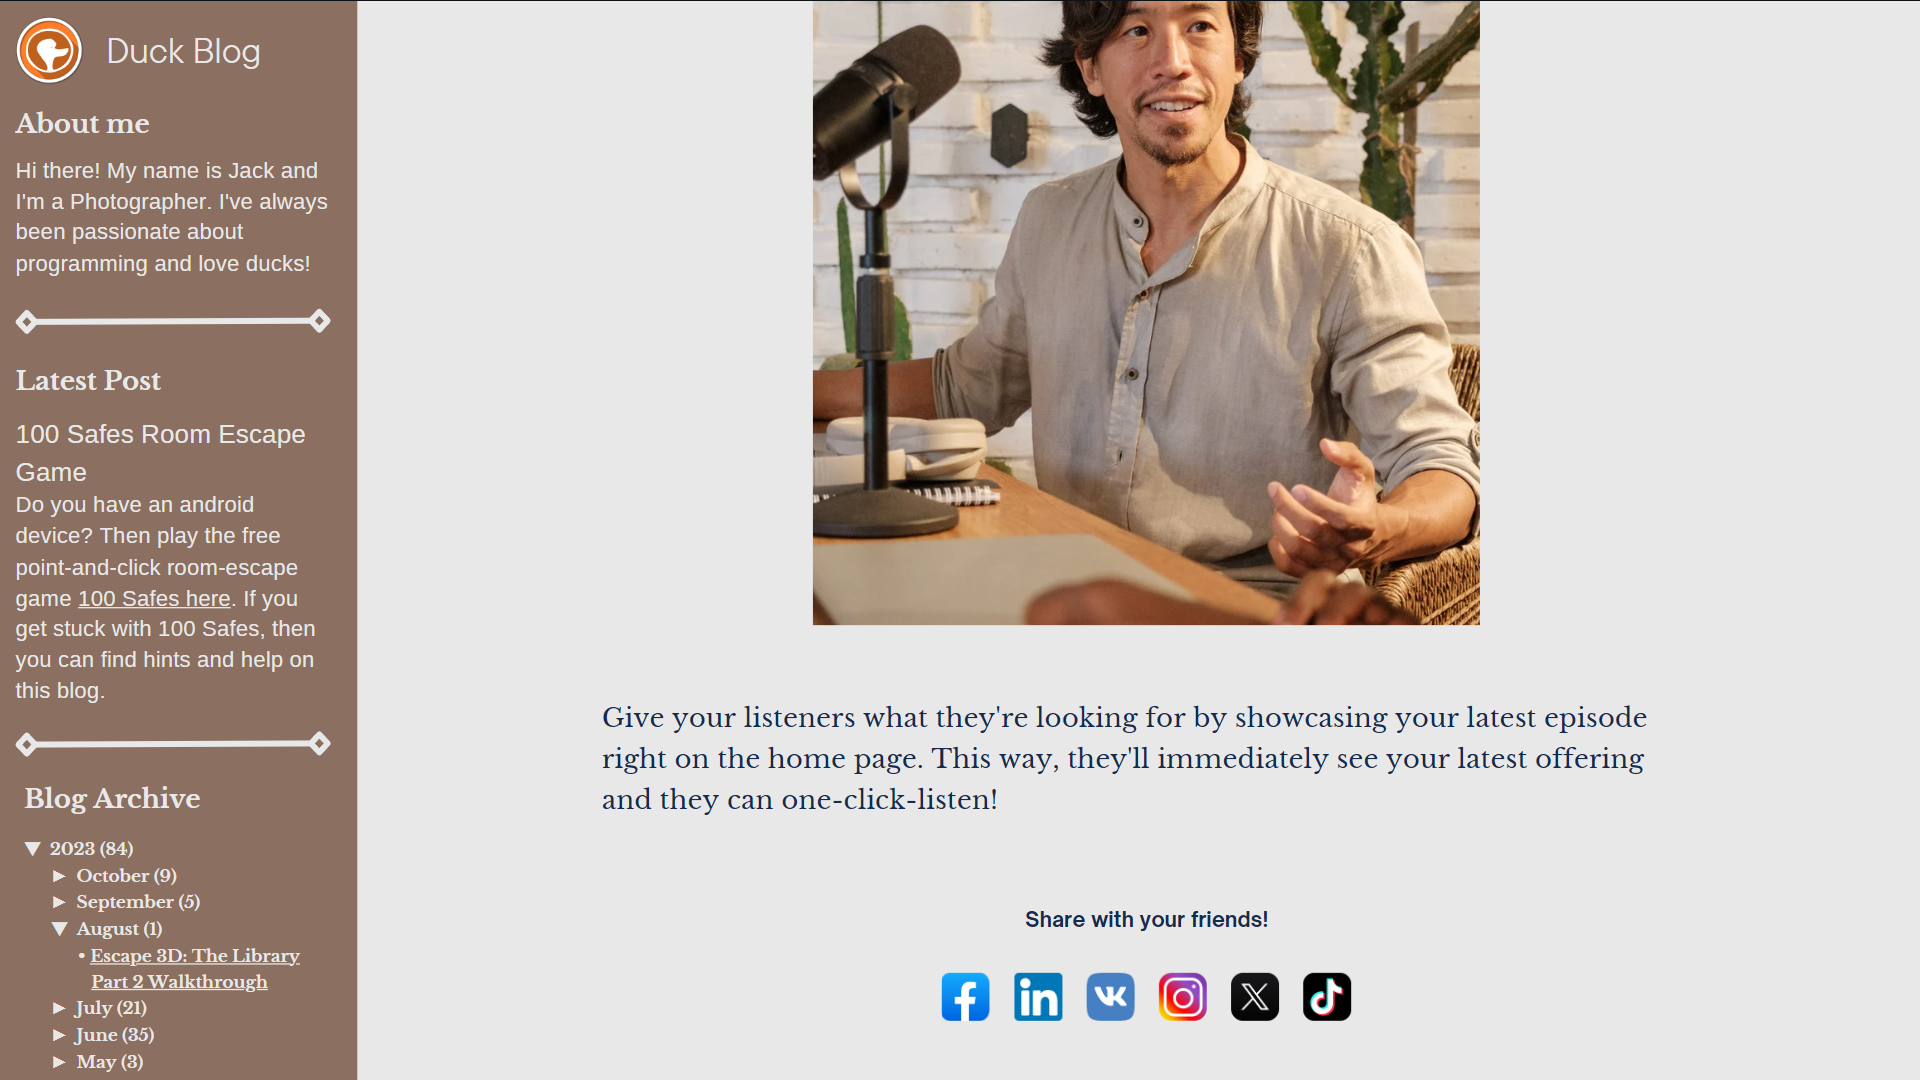 Duck Blog
About me
Hi there! My name is Jack and
I'm a Photographer. I've always
been passionate about
programming and love ducks!
Latest Post
100 Safes Room Escape
Game
Do you have an android
device? Then play the free
point-and-click room-escape
game 100 Safes here. If you
get stuck with 100 Safes, then
you can find hints and help on
this blog.
Blog Archive
▼ 2023 (84)
► October (9)
► September (5)
▼ August (1)
• Escape 3D: The Library
Part 2 Walkthrough
► July (21)
► June (35)
► May (3)
Give your listeners what they're looking for by showcasing your latest episode
right on the home page. This way, they'll immediately see your latest offering
and they can one-click-listen!
Share with your friends!